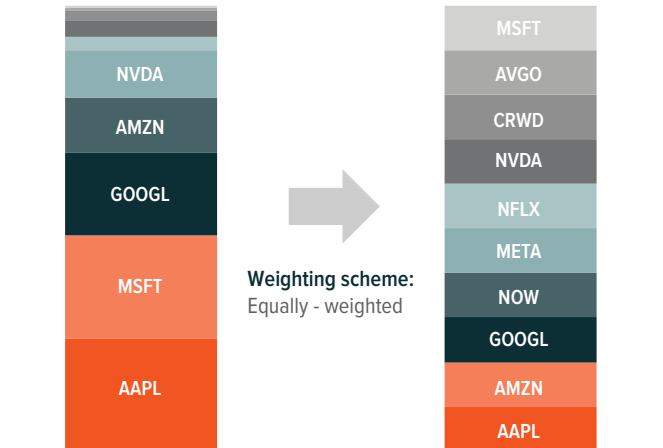 NVDA
AMZN
GOOGL
MSFT
AAPL
Weighting scheme:
Equally - weighted
MSFT
AVGO
CRWD
NVDA
NFLX
META
NOW
GOOGL
AMZN
AAPL